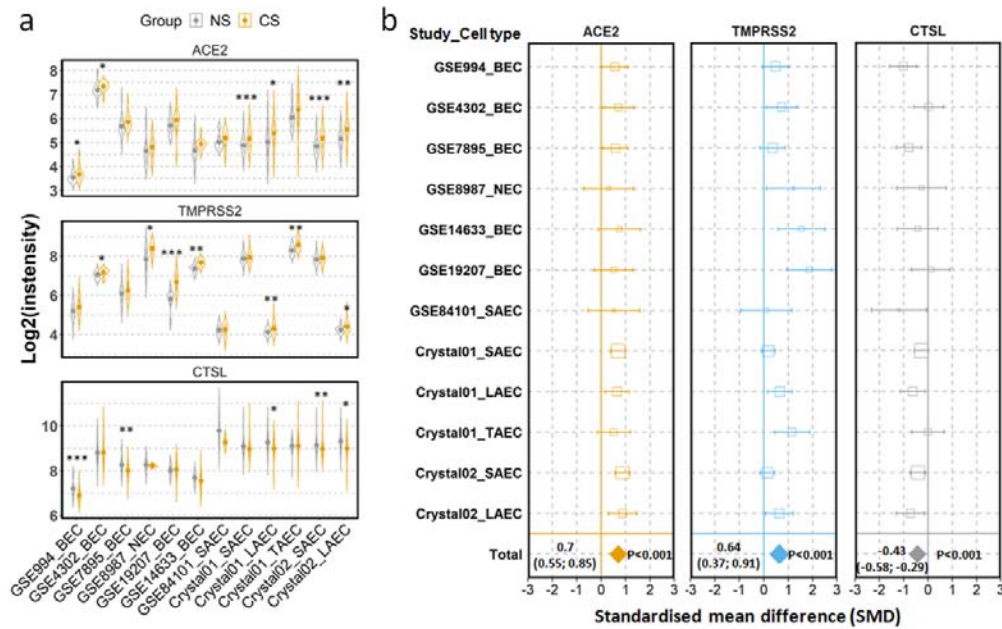 a
Group NS CS
ACE2
8
7
6
5
4
3
* * *** * *** **
TMPRSS2
8
6
4
* * *** ** ** ** *
CTSL
10
8
6
*** ** * ** *
Log2(instensity)
GSE994_BEC
GSE4302_BEC
GSE7895_BEC
GSE8987_NEC
GSE19207_BEC
GSE14633_BEC
GSE84101_SAEC
Crystal01_SAEC
Crystal01_LAEC
Crystal01_TAEC
Crystal02_SAEC
Crystal02_LAEC
b
Study_Cell type ACE2 TMPRSS2 CTSL
GSE994_BEC
GSE4302_BEC
GSE7895_BEC
GSE8987_NEC
GSE14633_BEC
GSE19207_BEC
GSE84101_SAEC
Crystal01_SAEC
Crystal01_LAEC
Crystal01_TAEC
Crystal02_SAEC
Crystal02_LAEC
Total 0.7 P<0.001 0.64 P<0.001 -0.43 P<0.001
(0.55; 0.85) (0.37; 0.91) (-0.58; -0.29)
-3 -2 -1 0 1 2 3 -3 -2 -1 0 1 2 3 -3 -2 -1 0 1 2 3
Standardised mean difference (SMD)